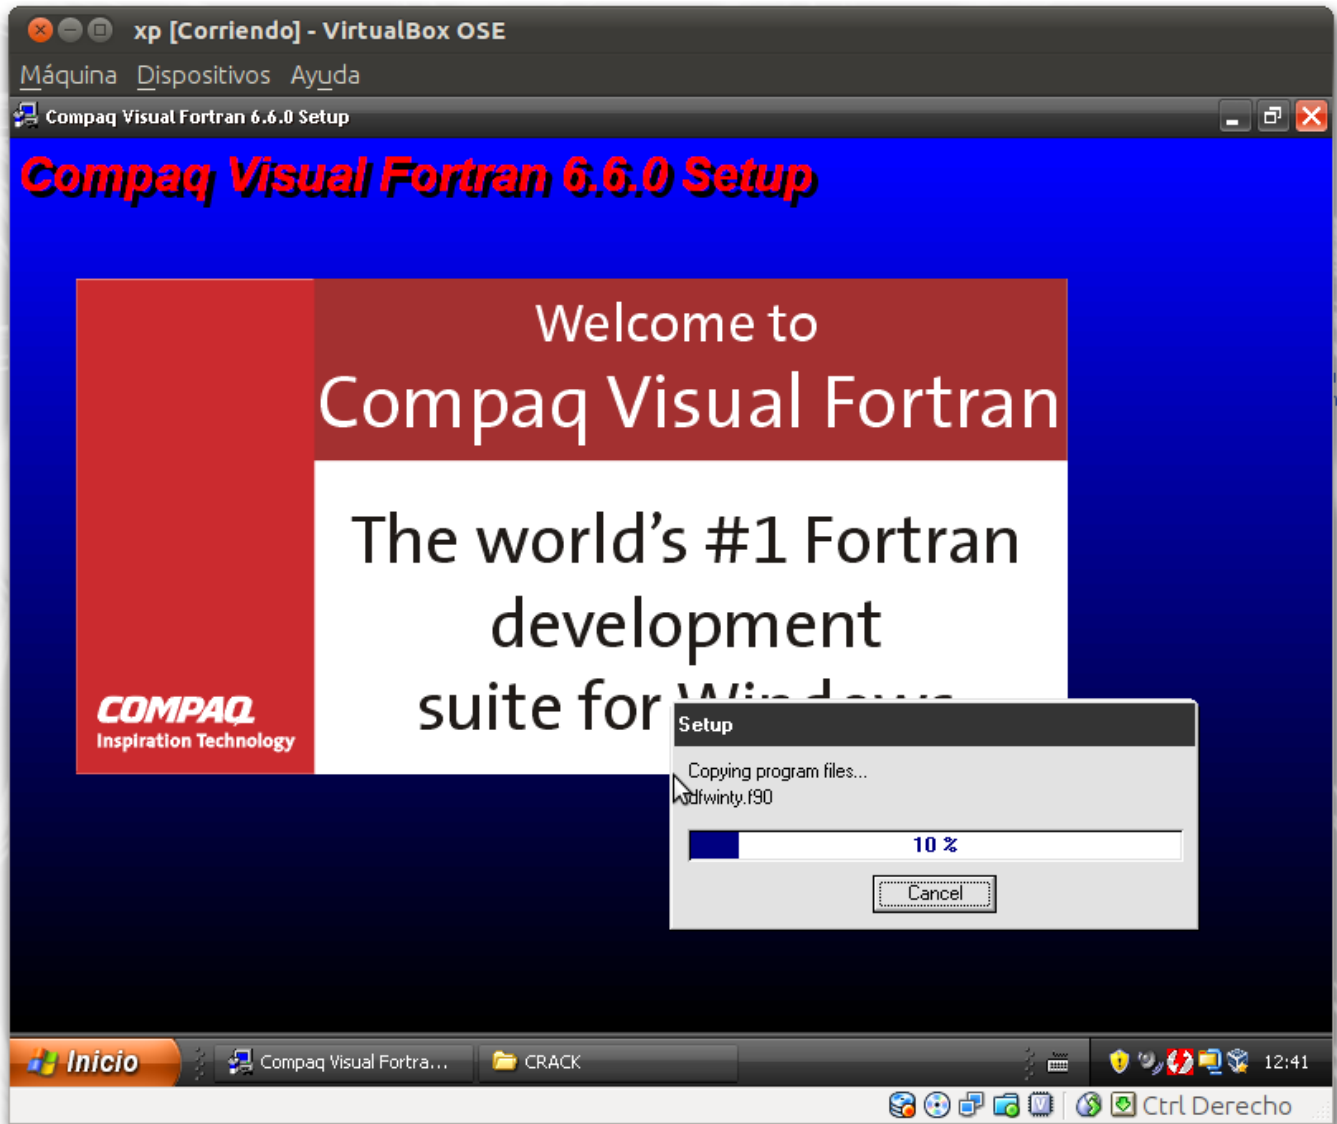 xp [Corriendo] - VirtualBox OSE
Máquina Dispositivos Ayuda
Compaq Visual Fortran 6.6.0 Setup
Compaq Visual Fortran 6.6.0 Setup
Welcome to
Compaq Visual Fortran
The world's #1 Fortran
development
suite for Windows
COMPAQ
Inspiration Technology
Setup
Copying program files...
dfwinty.f90
10 %
Cancel
Inicio
Compaq Visual Fortra...
CRACK
12:41
Ctrl Derecho